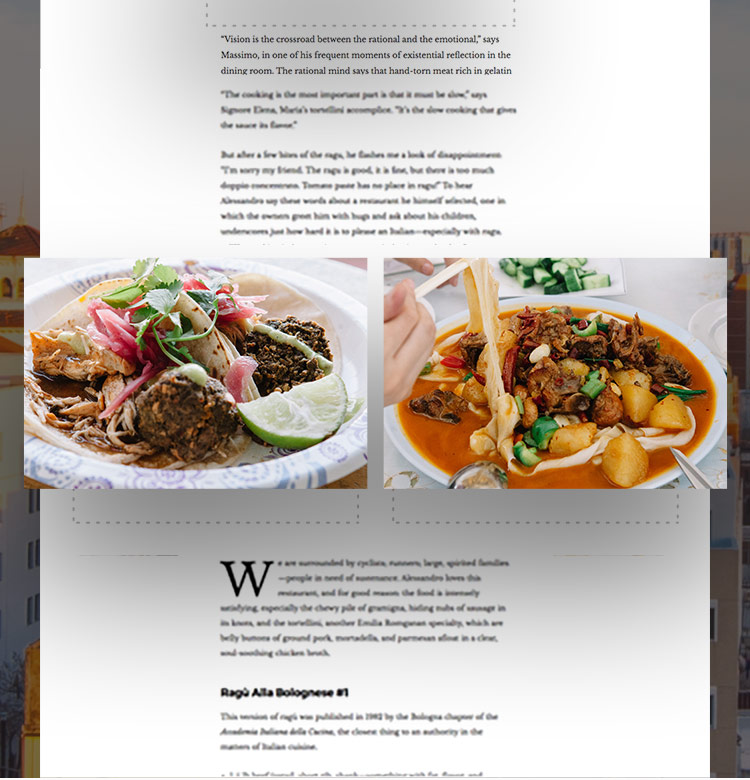 “Vision is the crossroad between the rational and the emotional,” says
Massimo, in one of his frequent moments of existential reflection in the
dining room. The rational mind says that hand-torn meat rich in gelatin
“The cooking is the most important part is that it must be slow,” says
Signore Elena, Maria’s tortellini accomplice. “It’s the slow cooking that gives
the sauce its flavor.”
But after a few bites of the ragu, he flashes me a look of disappointment.
“I’m sorry my friend. The ragu is good, it is fine, but there is too much
doppio concentrato. Tomato paste has no place in ragu!” To hear
Alessandro say these words about a restaurant he himself selected, one in
which the owners greet him with hugs and ask about his children,
underscores just how hard it is to please an Italian—especially with ragu.
We are surrounded by cyclists, runners, large, spirited families
—people in need of sustenance. Alessandro loves this
restaurant, and for good reason: the food is intensely
satisfying, especially the chewy pile of gramigna, hiding nubs of sausage in
its knots, and the tortellini, another Emilia Romagnan specialty, which are
belly buttons of ground pork, mortadella, and parmesan afloat in a clear,
soul-soothing chicken broth.
Ragù Alla Bolognese #1
This version of ragù was published in 1982 by the Bologna chapter of the
Accademia Italiana della Cucina, the closest thing to an authority in the
matters of Italian cuisine.